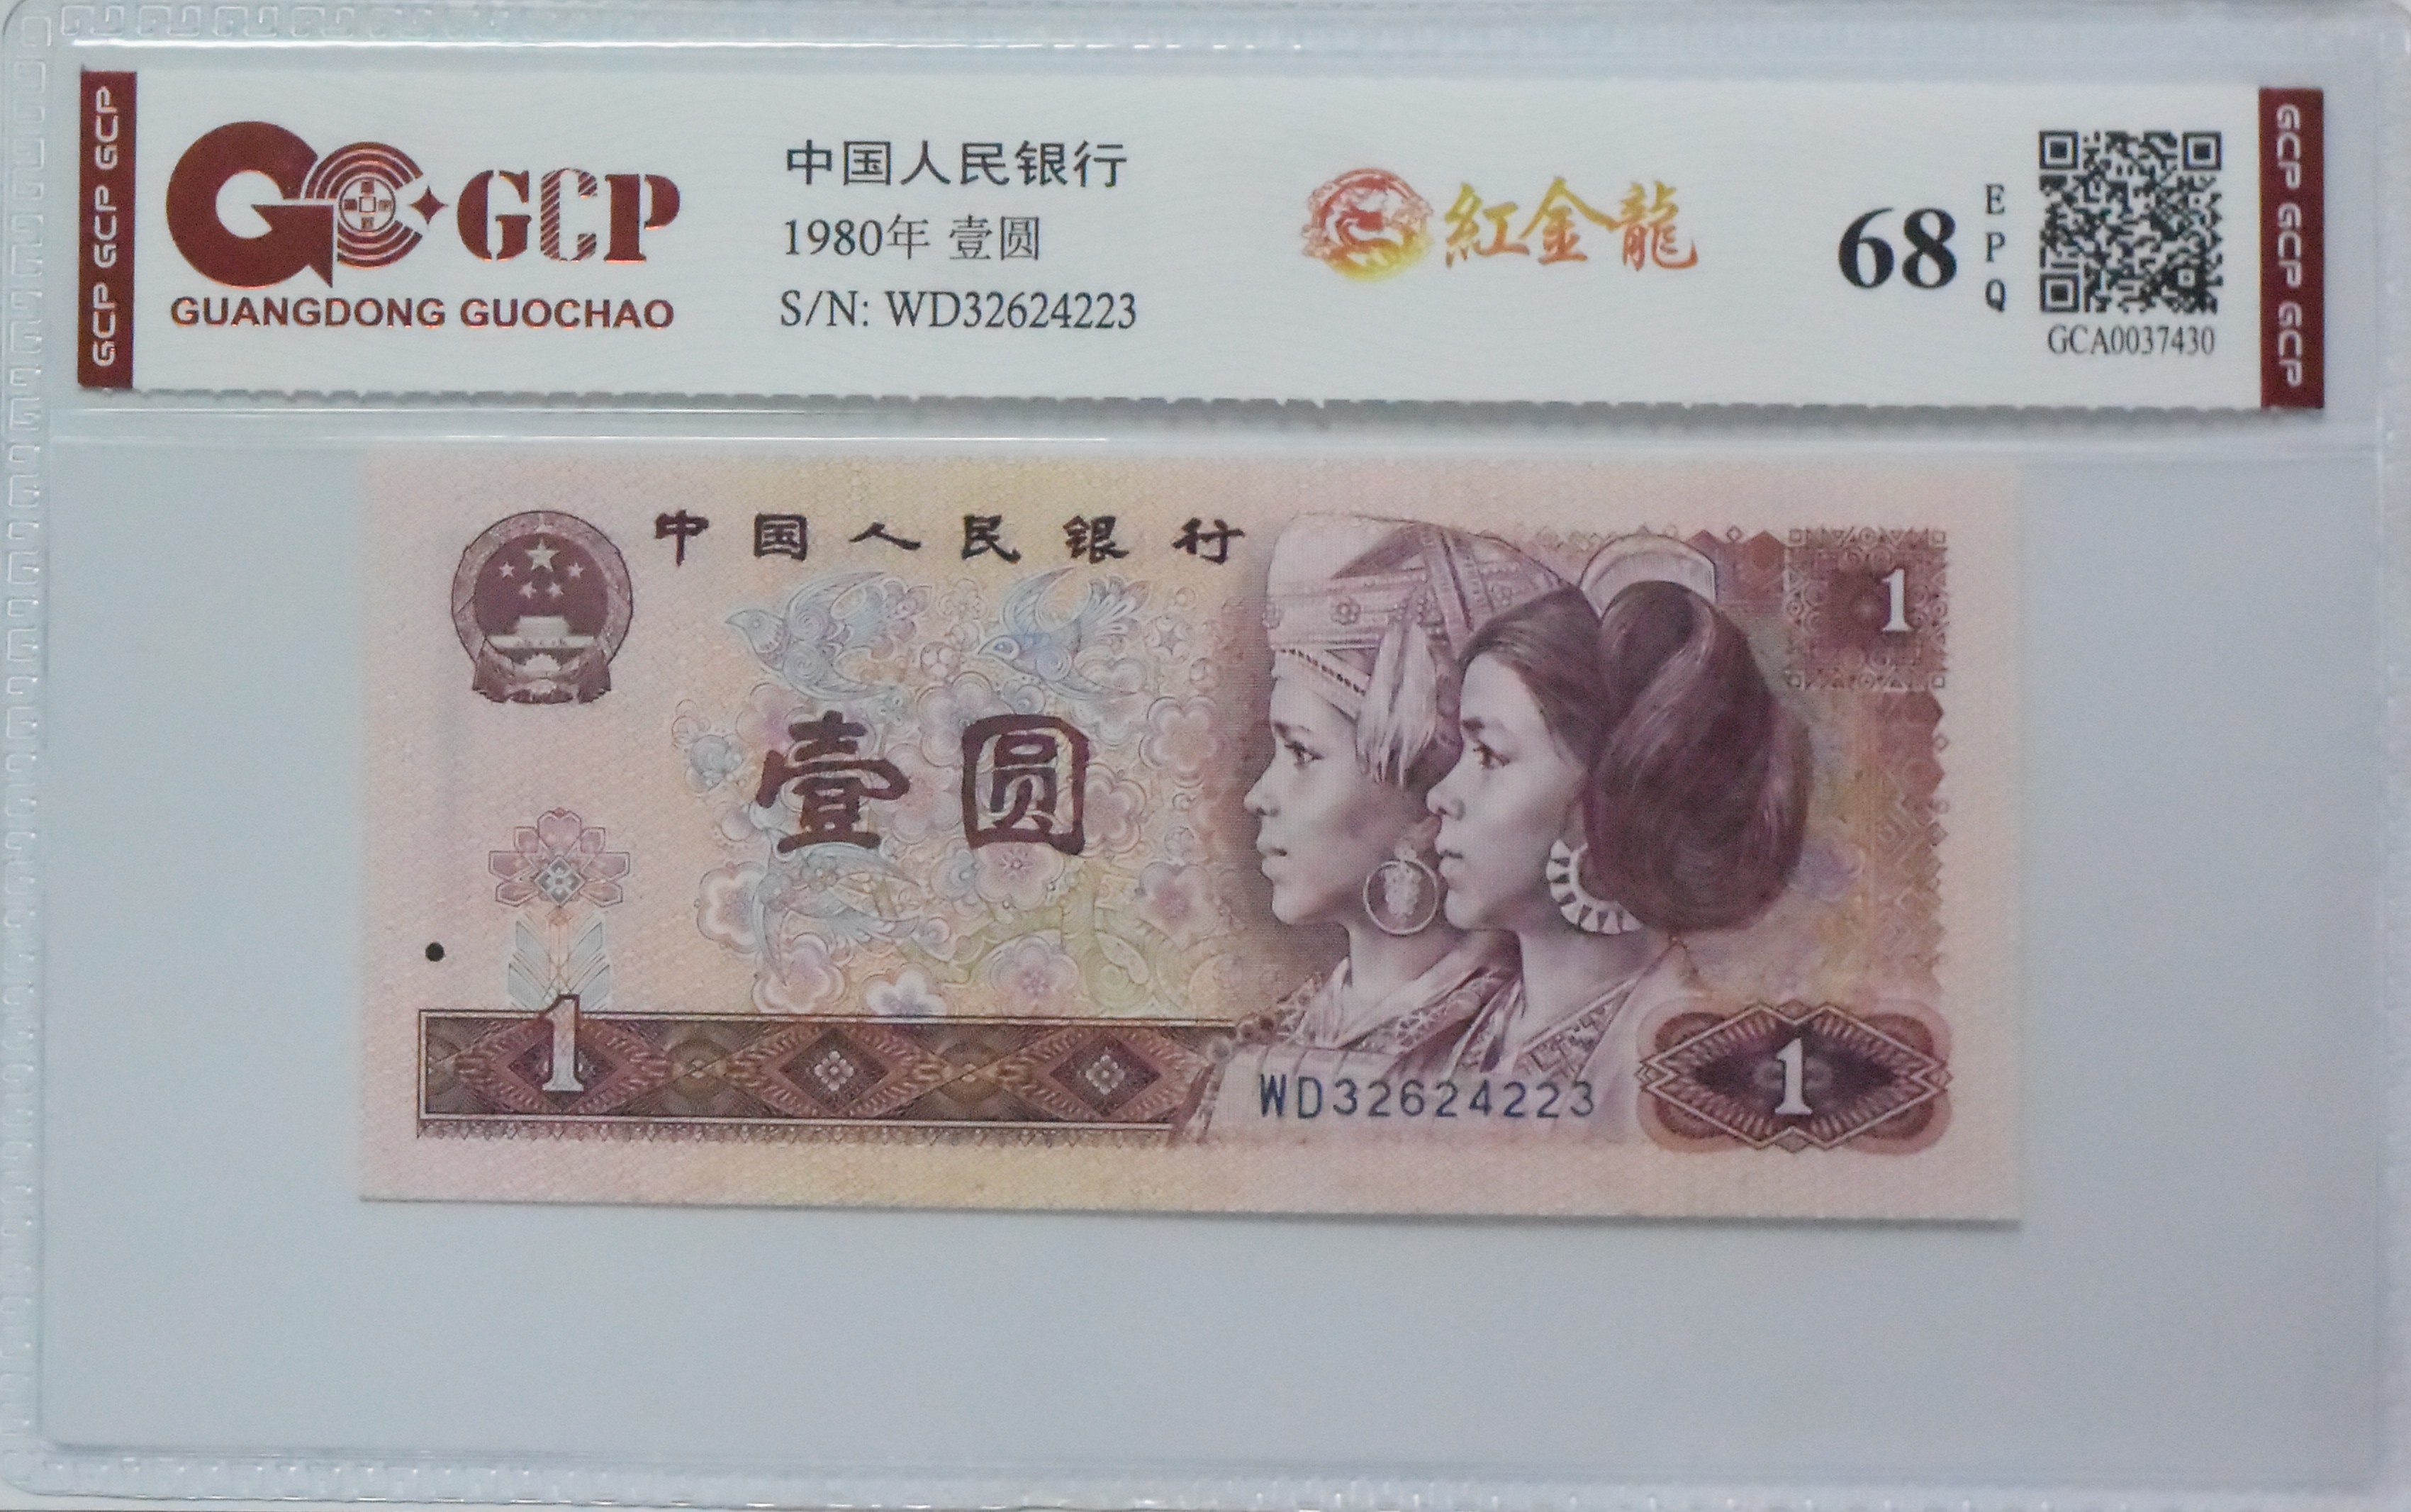 GCP GCP GCP
GCP
GUANGDONG GUOCHAO
中国人民银行
1980年 壹圆
S/N: WD32624223
紅金龍
68
EPQ
GCA0037430
GCP GCP GCP
中国人民银行
1
壹圆
1
WD32624223
1